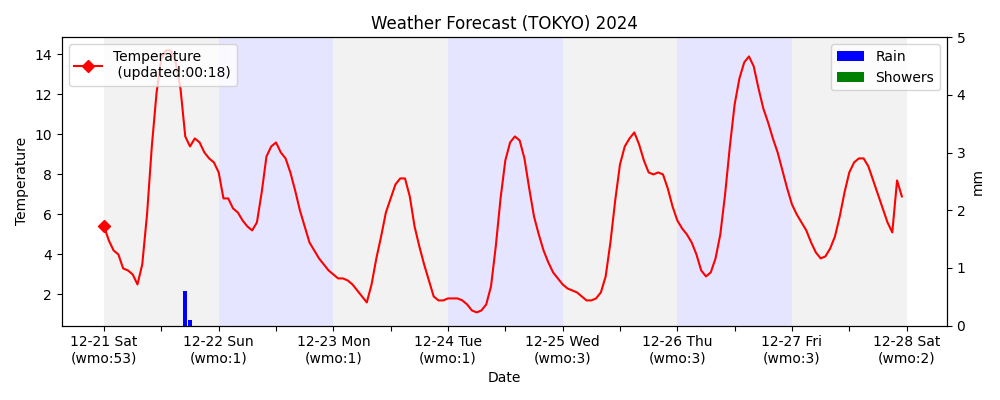 Weather Forecast (TOKYO) 2024
Temperature
(updated:00:18)
Rain
Showers
Temperature
14
12
10
8
6
4
2
5
4
3
2
1
0
mm
12-21 Sat
(wmo:53)
12-22 Sun
(wmo:1)
12-23 Mon
(wmo:1)
12-24 Tue
(wmo:1)
12-25 Wed
(wmo:3)
12-26 Thu
(wmo:3)
12-27 Fri
(wmo:3)
12-28 Sat
(wmo:2)
Date